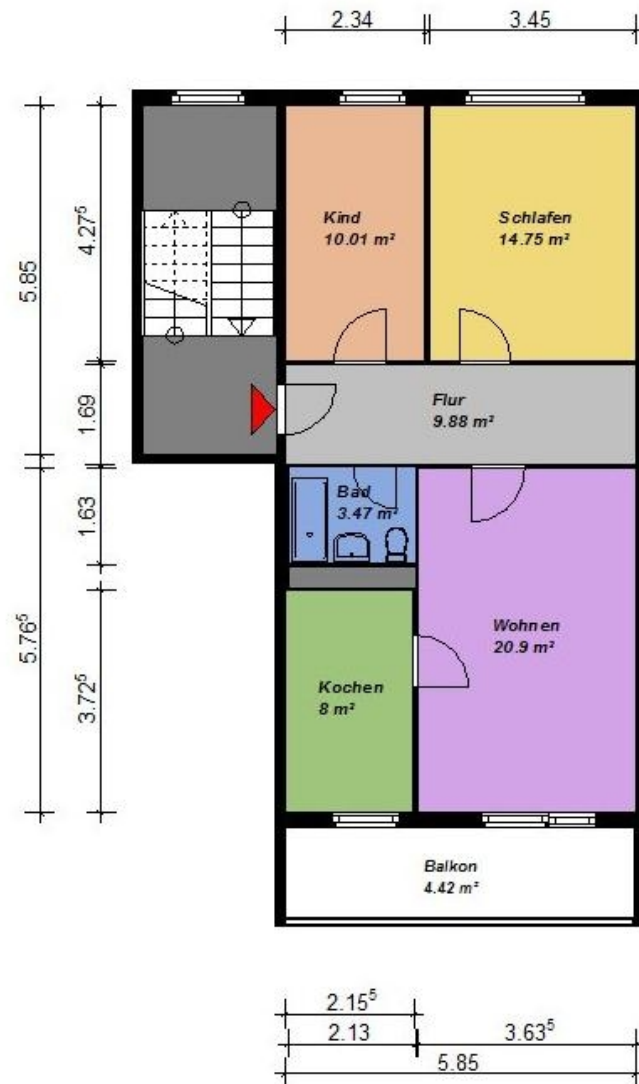 2.34
3.45
Kind
10.01 m²
Schlafen
14.75 m²
4.27⁵
5.85
Flur
9.88 m²
1.69
Bad
3.47 m²
1.63
Wohnen
20.9 m²
5.76⁵
Kochen
8 m²
3.72⁵
Balkon
4.42 m²
2.15⁵
2.13
3.63⁵
5.85